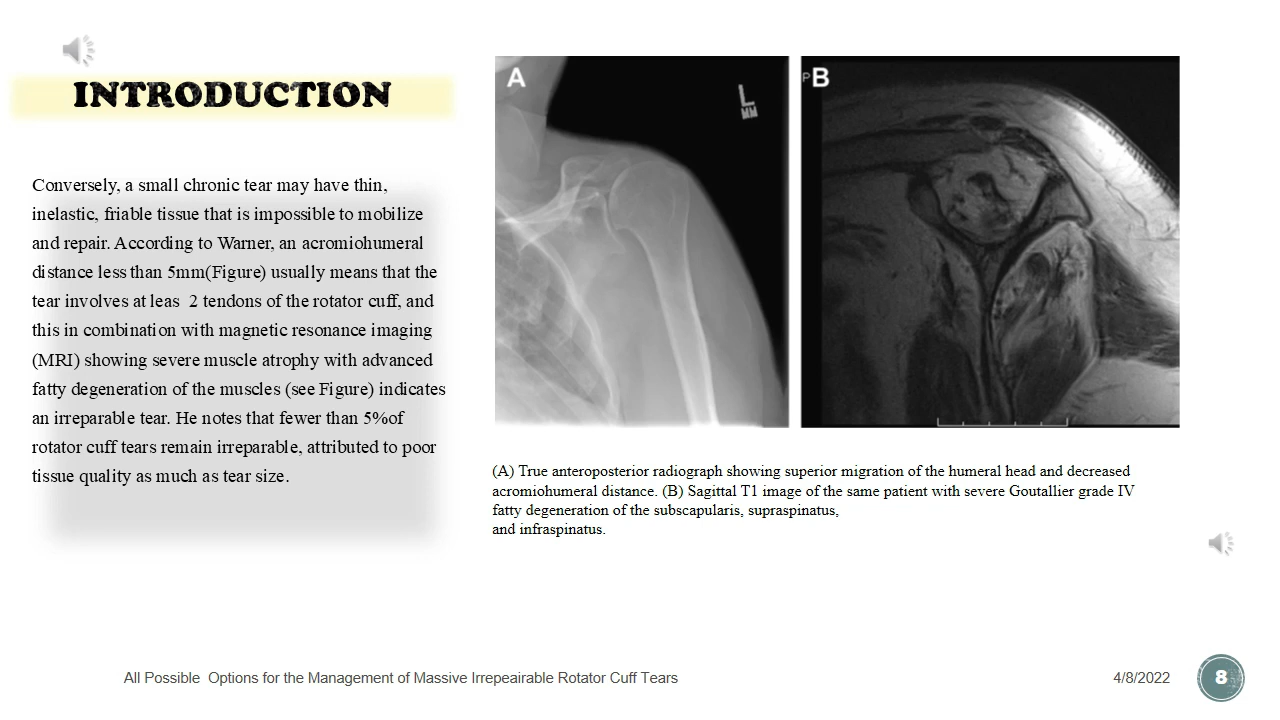 INTRODUCTION
Conversely, a small chronic tear may have thin,
inelastic, friable tissue that is impossible to mobilize
and repair. According to Warner, an acromiohumeral
distance less than 5mm(Figure) usually means that the
tear involves at leas  2 tendons of the rotator cuff, and
this in combination with magnetic resonance imaging
(MRI) showing severe muscle atrophy with advanced
fatty degeneration of the muscles (see Figure) indicates
an irreparable tear. He notes that fewer than 5%of
rotator cuff tears remain irreparable, attributed to poor
tissue quality as much as tear size.
A
L
MM
P
B
(A) True anteroposterior radiograph showing superior migration of the humeral head and decreased
acromiohumeral distance. (B) Sagittal T1 image of the same patient with severe Goutallier grade IV
fatty degeneration of the subscapularis, supraspinatus,
and infraspinatus.
All Possible  Options for the Management of Massive Irrepeairable Rotator Cuff Tears
4/8/2022
8